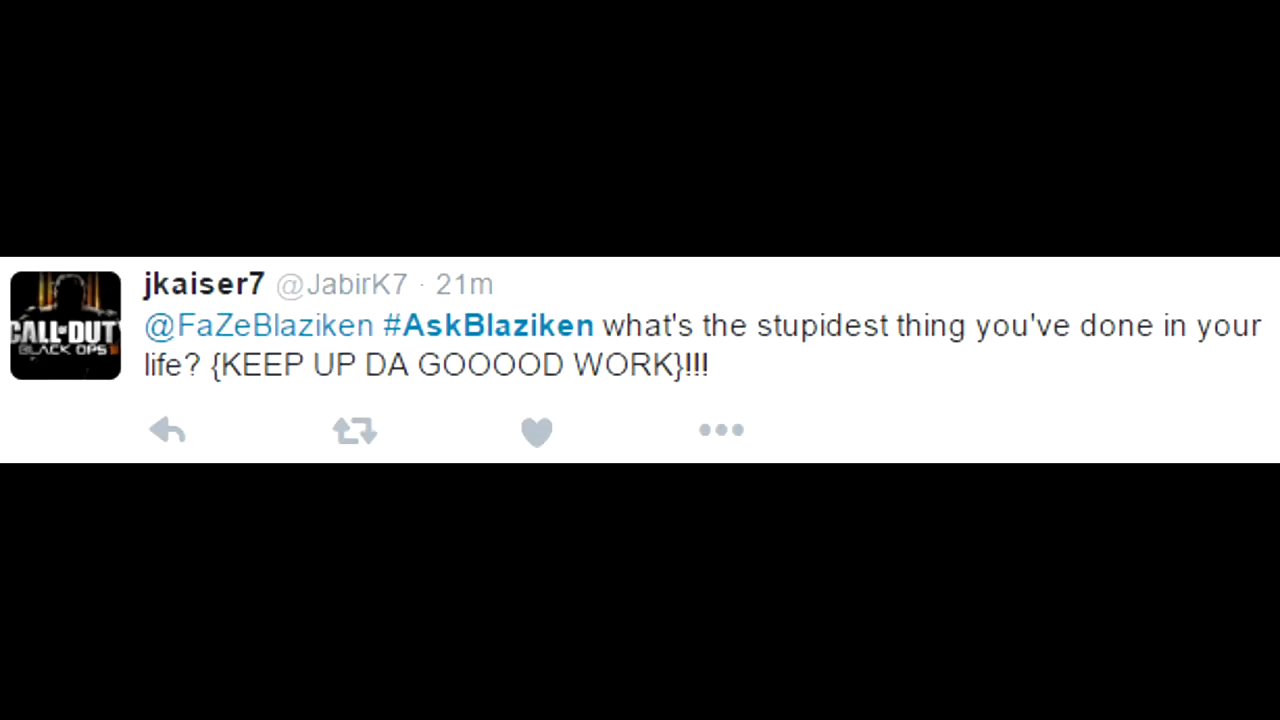 jkaiser7 @JabirK7 · 21m
@FaZeBlaziken #AskBlaziken what's the stupidest thing you've done in your
life? {KEEP UP DA GOOOOD WORK}!!!
CALL OF DUTY
BLACK OPS III